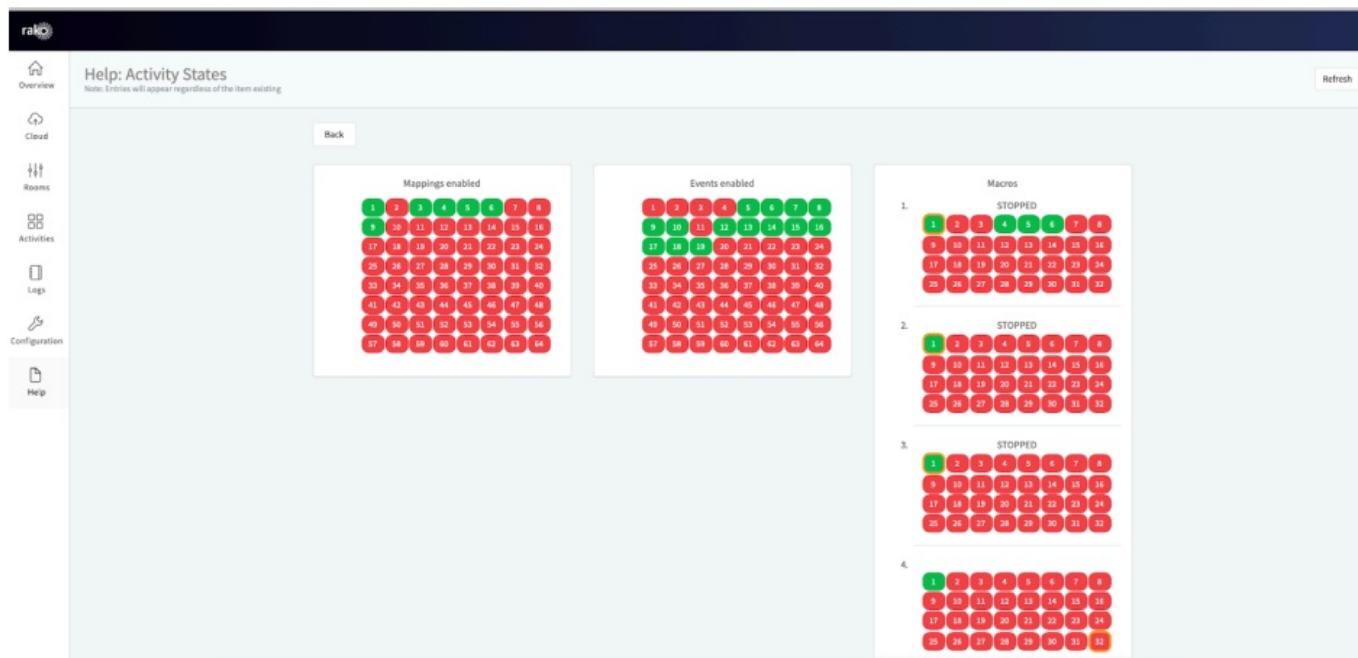 rako
Overview
Cloud
Rooms
Activities
Logs
Configuration
Help
Help: Activity States
Note: Entries will appear regardless of the item existing
Refresh
Back
Mappings enabled
1 2 3 4 5 6 7 8
9 10 11 12 13 14 15 16
17 18 19 20 21 22 23 24
25 26 27 28 29 30 31 32
33 34 35 36 37 38 39 40
41 42 43 44 45 46 47 48
49 50 51 52 53 54 55 56
57 58 59 60 61 62 63 64
Events enabled
1 2 3 4 5 6 7 8
9 10 11 12 13 14 15 16
17 18 19 20 21 22 23 24
25 26 27 28 29 30 31 32
33 34 35 36 37 38 39 40
41 42 43 44 45 46 47 48
49 50 51 52 53 54 55 56
57 58 59 60 61 62 63 64
Macros
1. STOPPED
1 2 3 4 5 6 7 8
9 10 11 12 13 14 15 16
17 18 19 20 21 22 23 24
25 26 27 28 29 30 31 32
2. STOPPED
1 2 3 4 5 6 7 8
9 10 11 12 13 14 15 16
17 18 19 20 21 22 23 24
25 26 27 28 29 30 31 32
3. STOPPED
1 2 3 4 5 6 7 8
9 10 11 12 13 14 15 16
17 18 19 20 21 22 23 24
25 26 27 28 29 30 31 32
4.
1 2 3 4 5 6 7 8
9 10 11 12 13 14 15 16
17 18 19 20 21 22 23 24
25 26 27 28 29 30 31 32